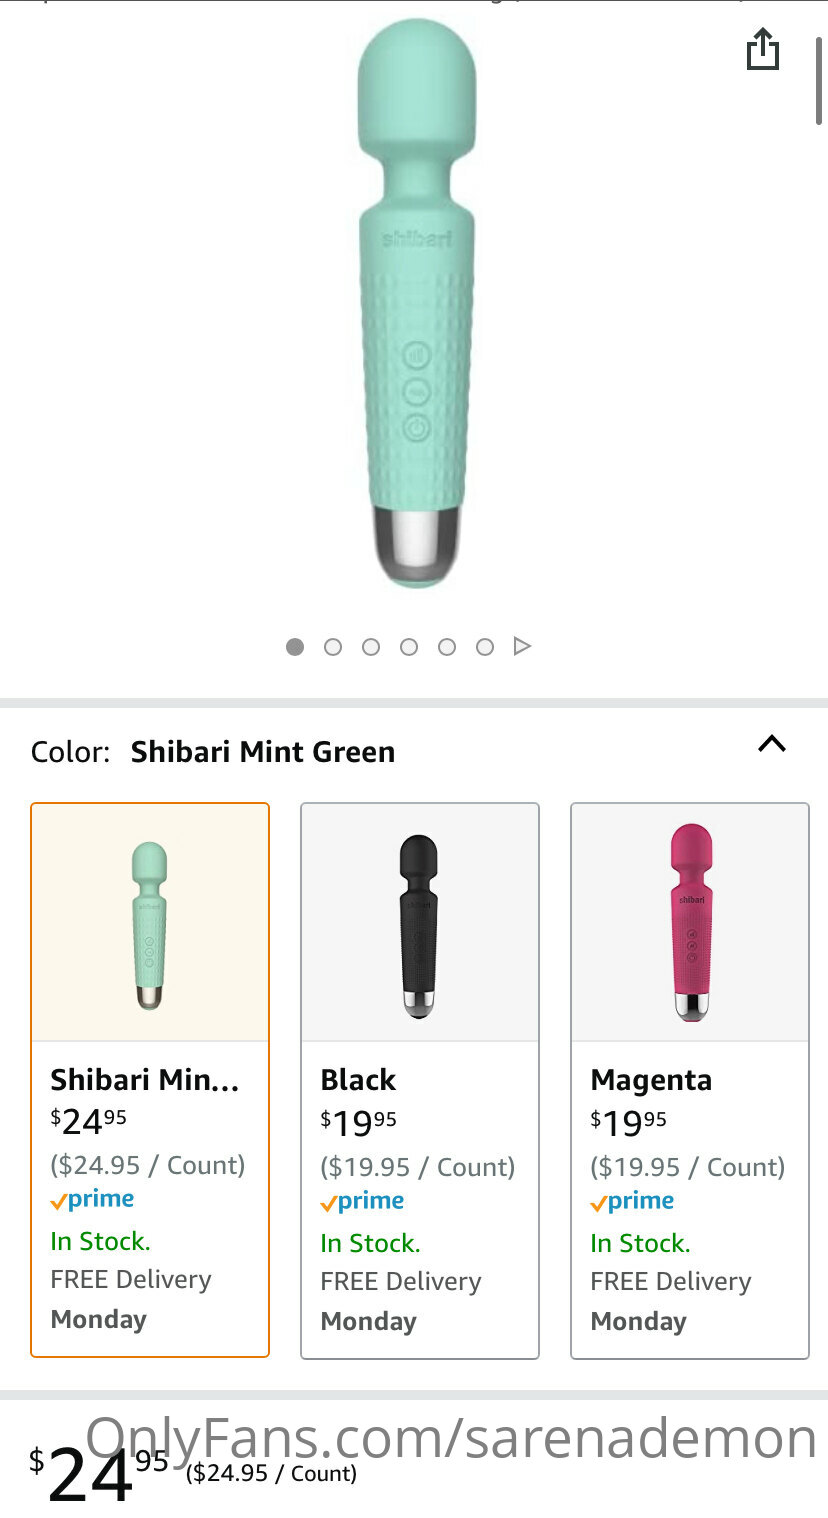 shibari
Color: Shibari Mint Green
shibari
shibari
shibari
Shibari Min...
$24.95
($24.95 / Count)
prime
In Stock.
FREE Delivery
Monday
Black
$19.95
($19.95 / Count)
prime
In Stock.
FREE Delivery
Monday
Magenta
$19.95
($19.95 / Count)
prime
In Stock.
FREE Delivery
Monday
OnlyFans.com/sarenademon
$24.95 ($24.95 / Count)